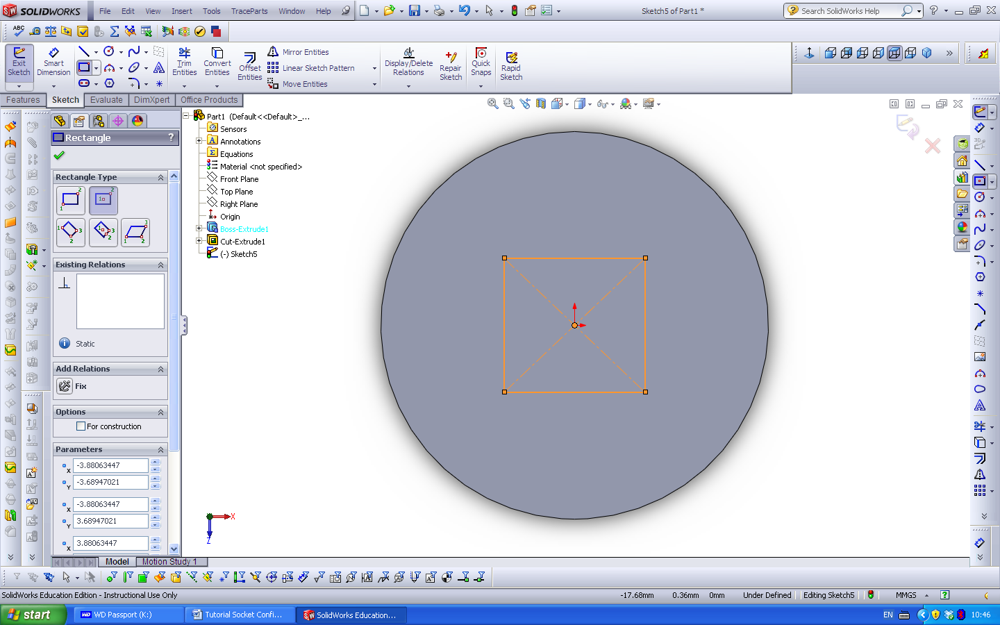 SOLIDWORKS File Edit View Insert Tools TraceParts Window Help Sketch5 of Part1 * Search SolidWorks Help
Exit Sketch
Smart Dimension
Trim Entities
Convert Entities
Offset Entities
Mirror Entities
Linear Sketch Pattern
Move Entities
Display/Delete Relations
Repair Sketch
Quick Snaps
Rapid Sketch
Features Sketch Evaluate DimXpert Office Products
Rectangle ?
Rectangle Type
Existing Relations
Static
Add Relations
Fix
Options
For construction
Parameters
X -3.88063447
Y -3.68947021
X -3.88063447
Y 3.68947021
X 3.88063447
Part1 (Default<<Default>_...
Sensors
Annotations
Equations
Material <not specified>
Front Plane
Top Plane
Right Plane
Origin
Boss-Extrude1
Cut-Extrude1
(-) Sketch5
X
Z
Model Motion Study 1
SolidWorks Education Edition - Instructional Use Only -17.68mm 0.36mm 0mm Under Defined Editing Sketch5 MMGS
start WD Passport (K:) Tutorial Socket Confi... SolidWorks Education... EN 10:46